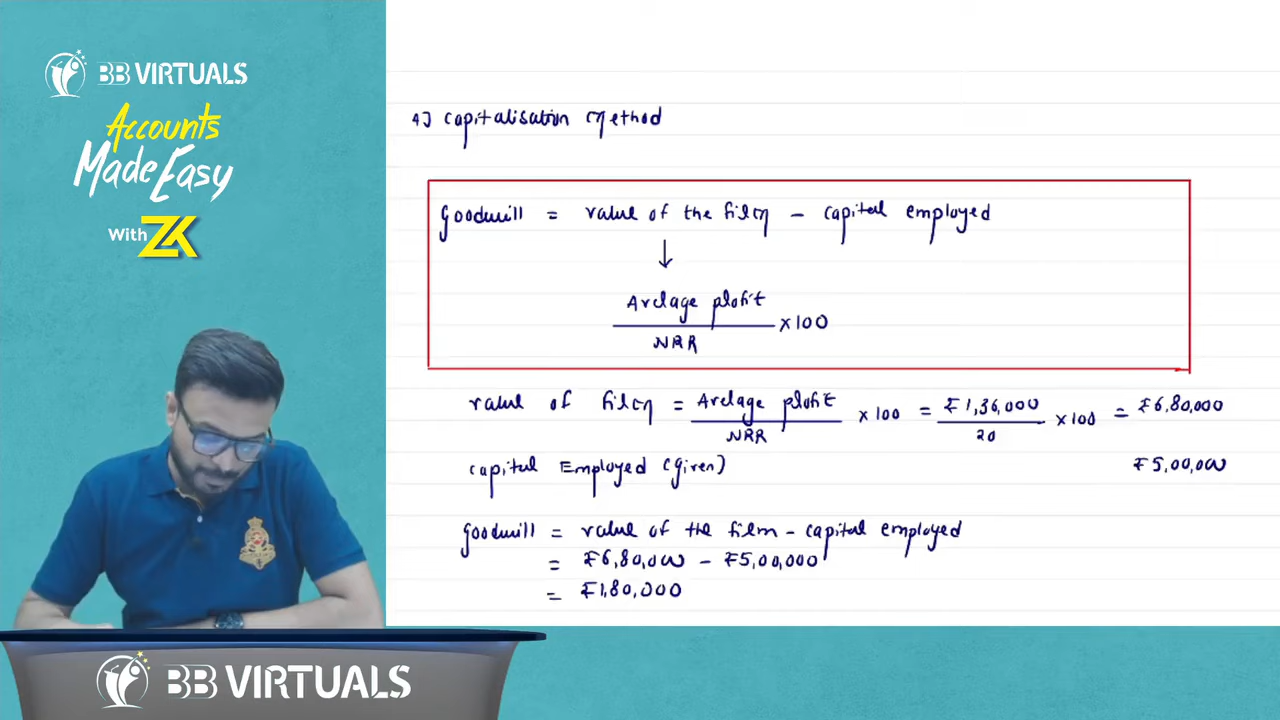 BB VIRTUALS
Accounts
Made Easy
With ZK
4] Capitalisation Method
Goodwill = value of the firm - capital employed
↓
Average profit
NRR
×100
value of firm = Average profit / NRR × 100 = ₹1,36,000 / 20 ×100 = ₹6,80,000
capital Employed (given) ₹5,00,000
Goodwill = value of the firm - capital employed
= ₹6,80,000 - ₹5,00,000
= ₹1,80,000
BB VIRTUALS